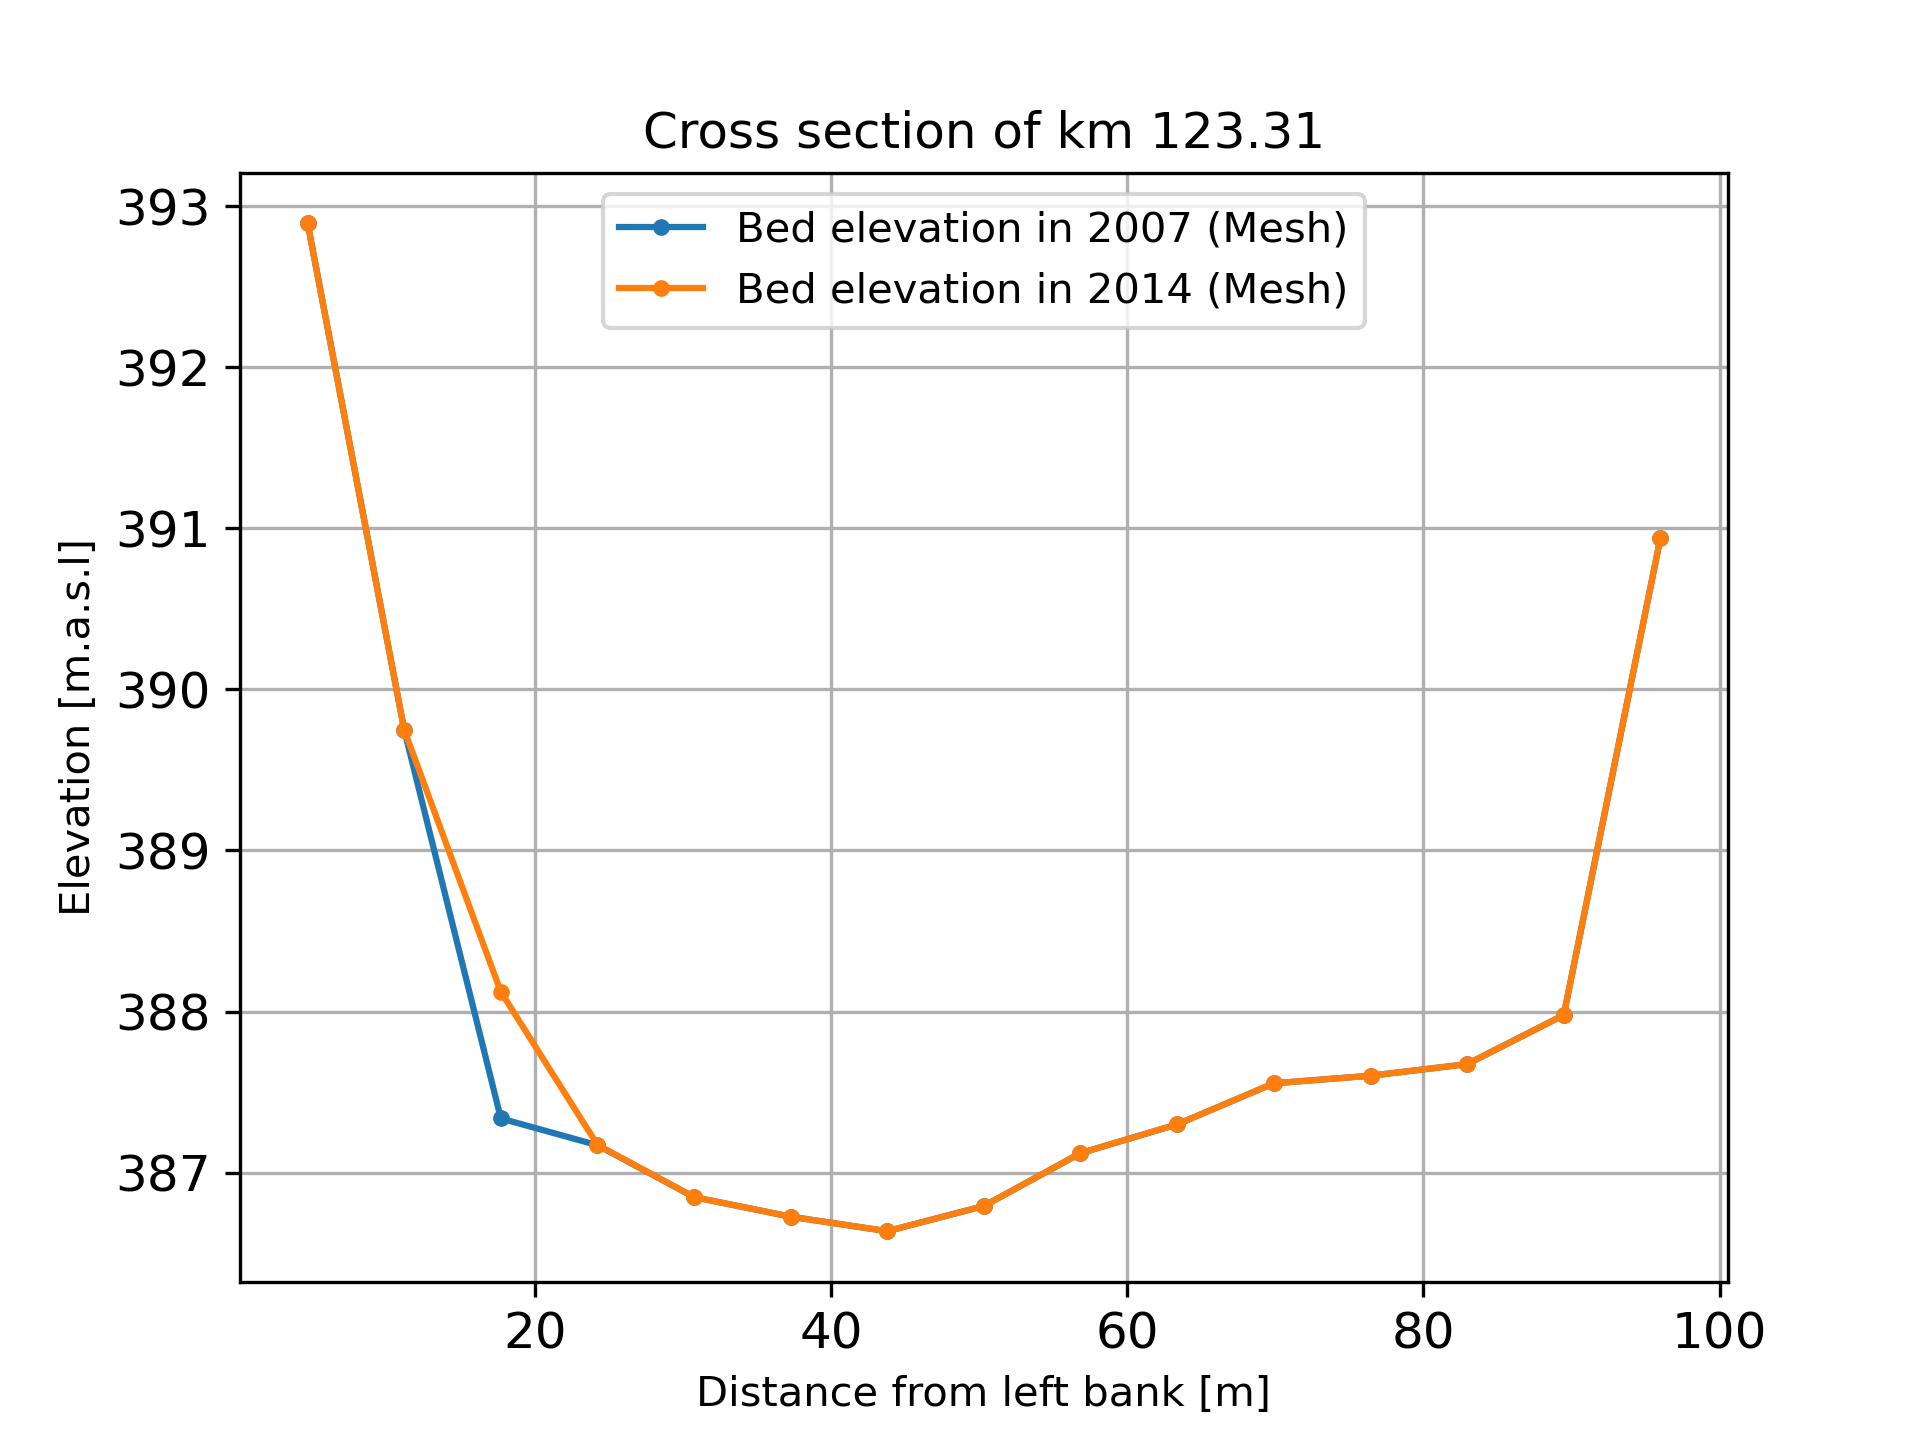 Cross section of km 123.31
Bed elevation in 2007 (Mesh)
Bed elevation in 2014 (Mesh)
393
392
391
390
389
388
387
Elevation [m.a.s.l]
20 40 60 80 100
Distance from left bank [m]